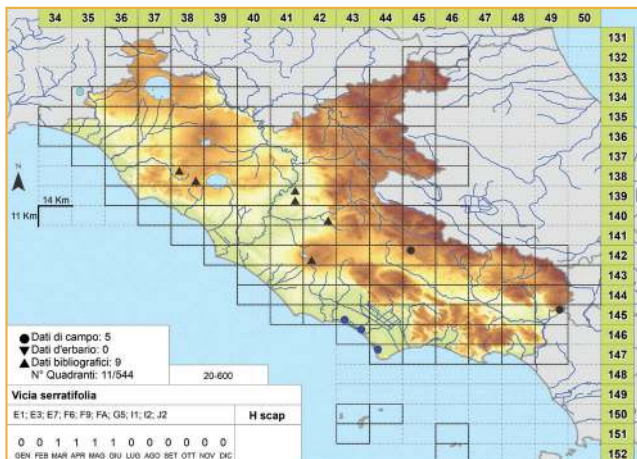 34 35 36 37 38 39 40 41 42 43 44 45 46 47 48 49 50
131
132
133
134
135
136
137
138
139
140
141
142
143
144
145
146
147
148
149
150
151
152
N
14 Km
11 Km
Dati di campo: 5
Dati d'erbario: 0
Dati bibliografici: 9
N° Quadranti: 11/544
20-600
Vicia serratifolia
E1; E3; E7; F6; F9; FA; G5; I1; I2; J2
H scap
0 0 1 1 1 1 0 0 0 0 0 0
GEN FEB MAR APR MAG GIU LUG AGO SET OTT NOV DIC